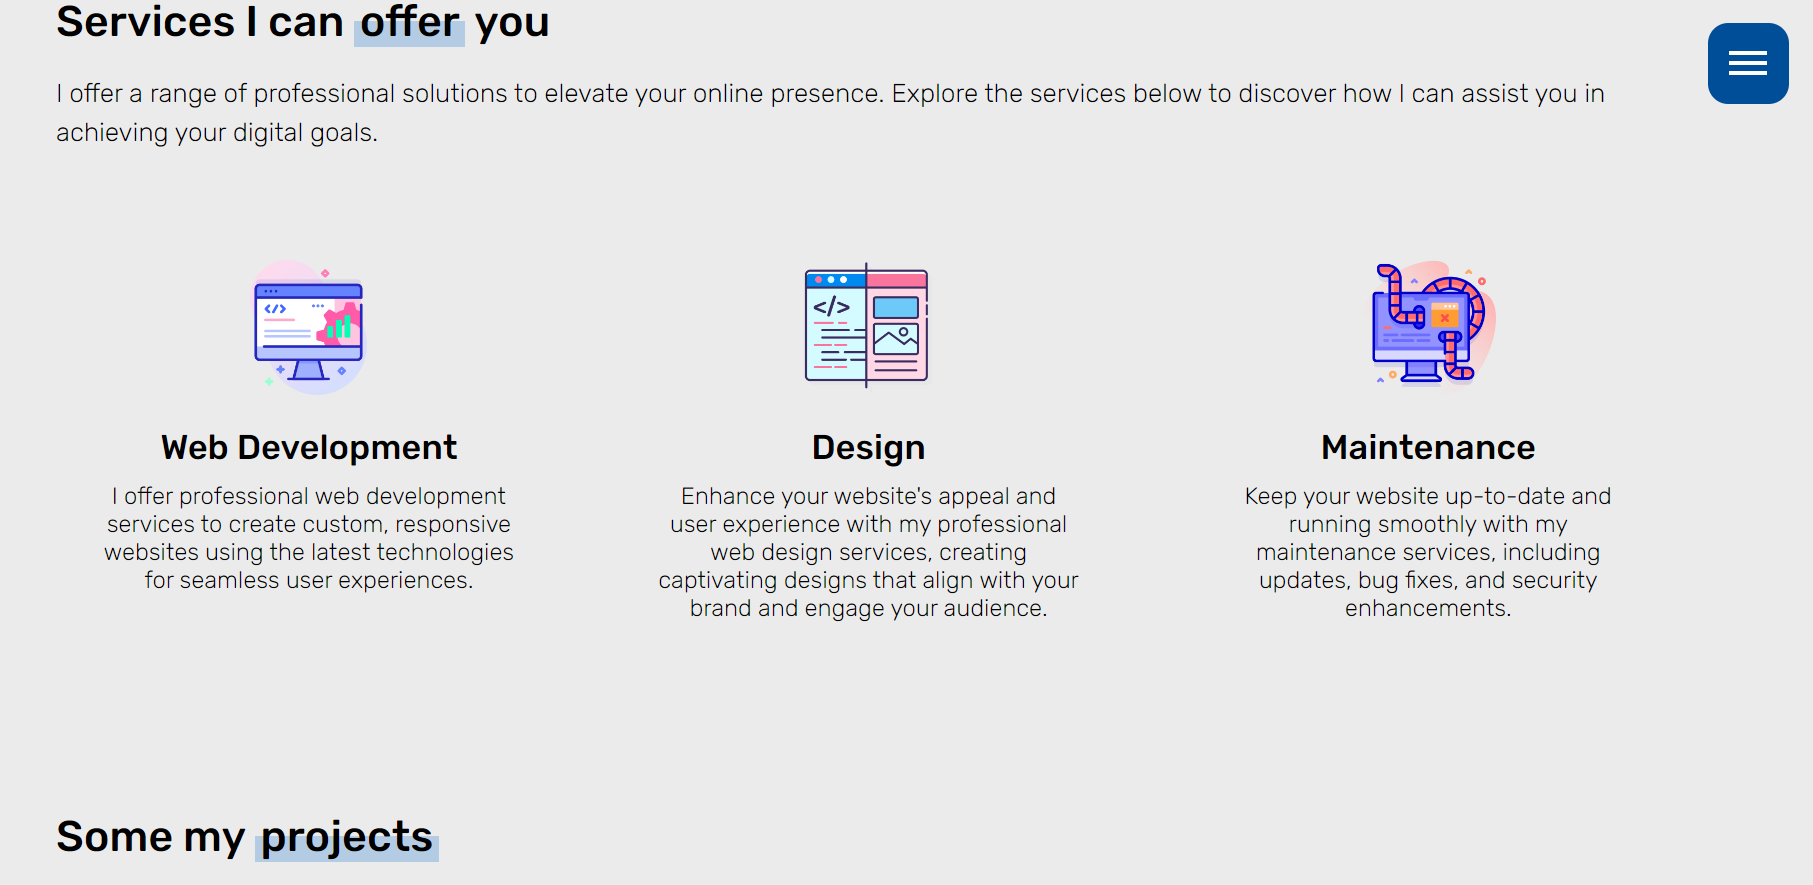 Services I can offer you
I offer a range of professional solutions to elevate your online presence. Explore the services below to discover how I can assist you in
achieving your digital goals.
</>
</>
Web Development
I offer professional web development
services to create custom, responsive
websites using the latest technologies
for seamless user experiences.
Design
Enhance your website's appeal and
user experience with my professional
web design services, creating
captivating designs that align with your
brand and engage your audience.
Maintenance
Keep your website up-to-date and
running smoothly with my
maintenance services, including
updates, bug fixes, and security
enhancements.
Some my projects